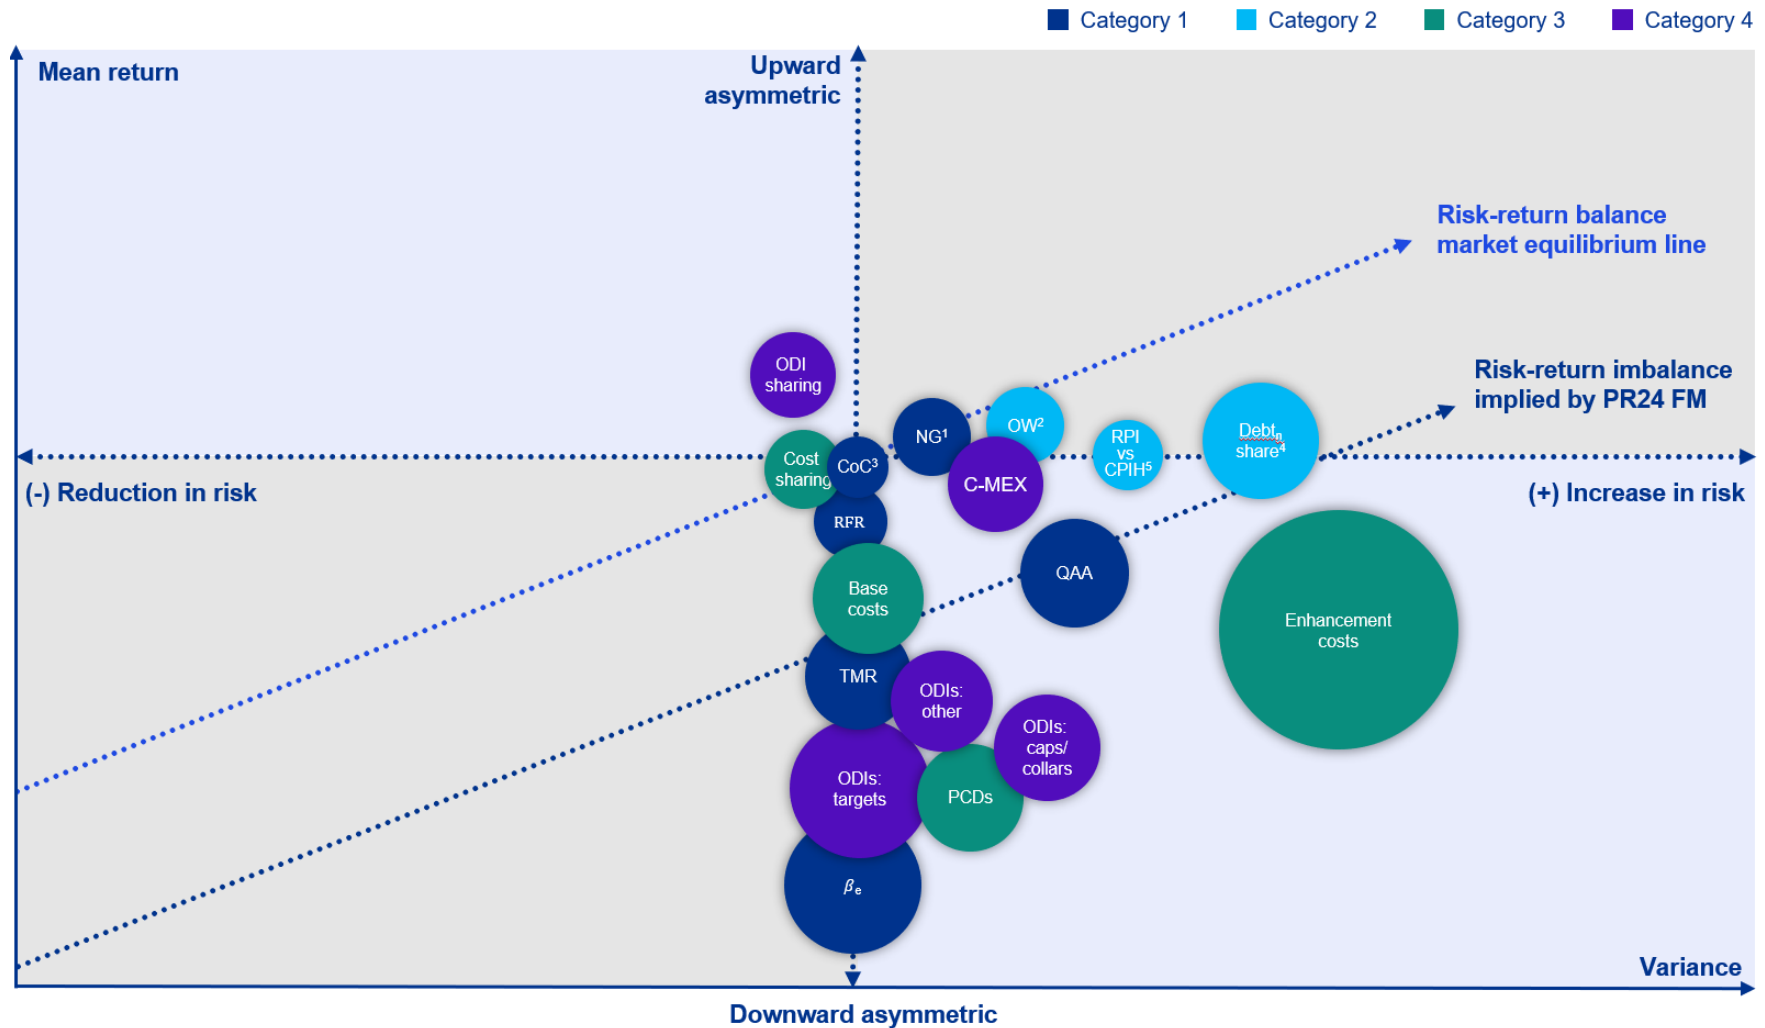 Category 1
Category 2
Category 3
Category 4
Mean return
Upward
asymmetric
Risk-return balance
market equilibrium line
Risk-return imbalance
implied by PR24 FM
ODI
sharing
NG¹
OW²
RPI
vs
CPIH⁵
Debtₙ
share⁴
Cost
sharing
CoC³
C-MEX
(-) Reduction in risk
(+) Increase in risk
RFR
QAA
Base
costs
Enhancement
costs
TMR
ODIs:
other
ODIs:
caps/
collars
ODIs:
targets
PCDs
βₑ
Variance
Downward asymmetric